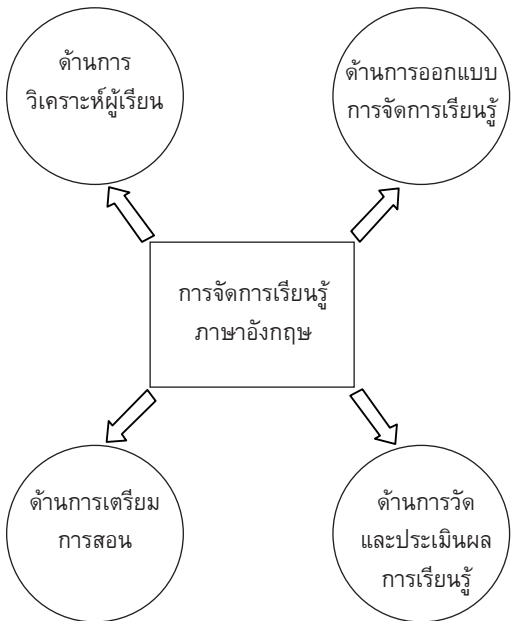 ด้านการ
วิเคราะห์ผู้เรียน
ด้านการออกแบบ
การจัดการเรียนรู้
การจัดการเรียนรู้
ภาษาอังกฤษ
ด้านการเตรียม
การสอน
ด้านการวัด
และประเมินผล
การเรียนรู้